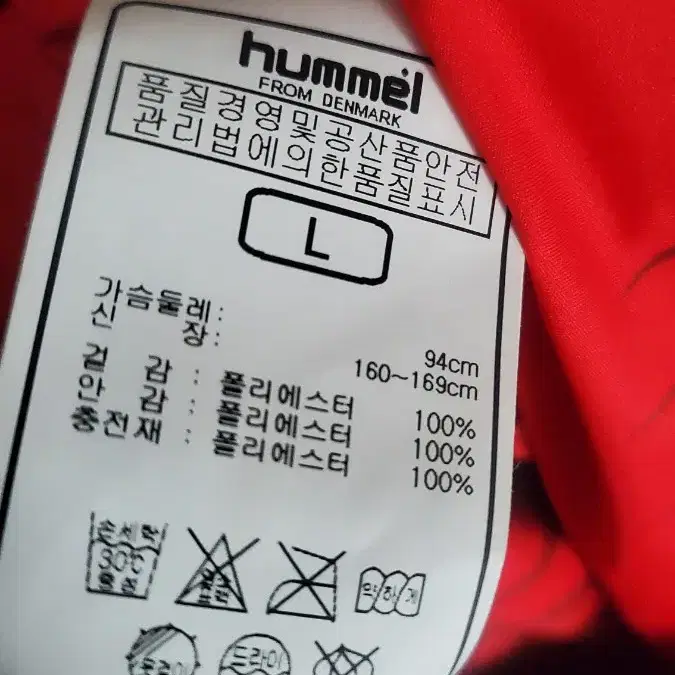 hummel
FROM DENMARK
품질경영및공산품안전
관리법에의한품질표시
L
가슴둘레: 94cm
신장: 160~169cm
겉감: 폴리에스터 100%
안감: 폴리에스터 100%
충전재: 폴리에스터 100%
손세탁
30℃
중성
약하게
드라이